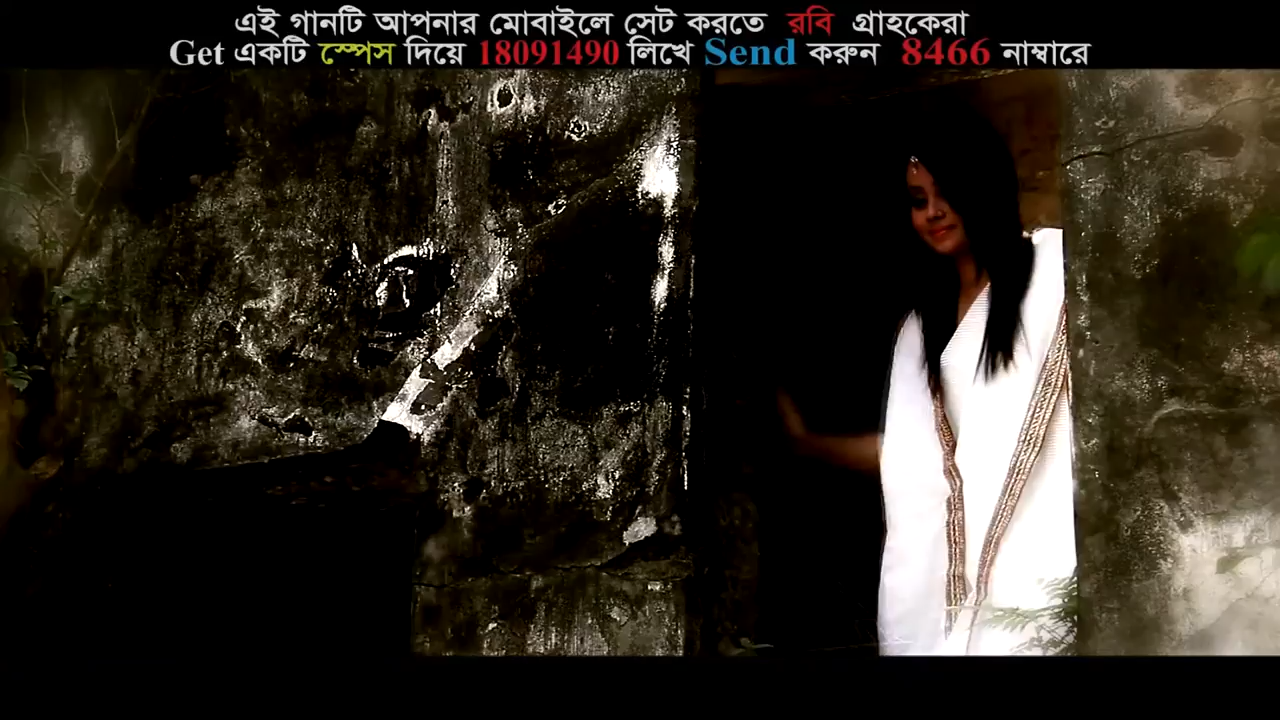 এই গানটি আপনার মোবাইলে সেট করতে রবি গ্রাহকেরা
Get একটি স্পেস দিয়ে 18091490 লিখে Send করুন 8466 নাম্বারে